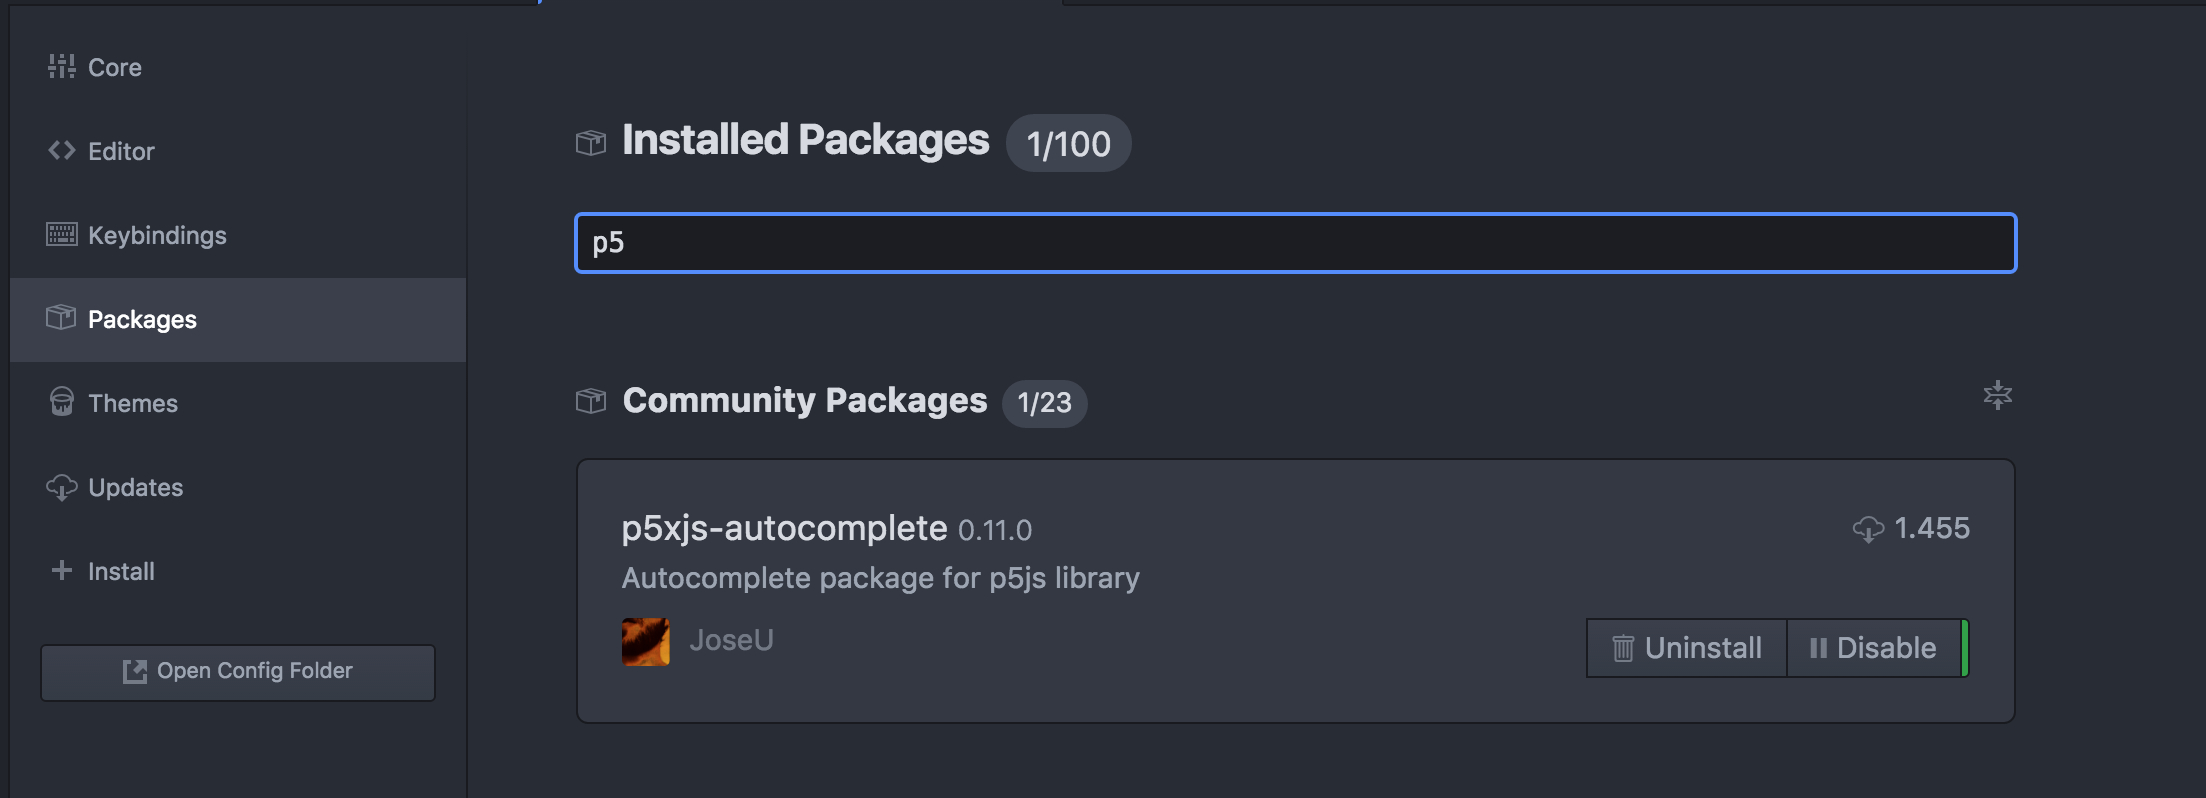 Core
Editor
Keybindings
Packages
Themes
Updates
Install
Open Config Folder
Installed Packages 1/100
p5
Community Packages 1/23
p5xjs-autocomplete 0.11.0 1.455
Autocomplete package for p5js library
JoseU
Uninstall Disable